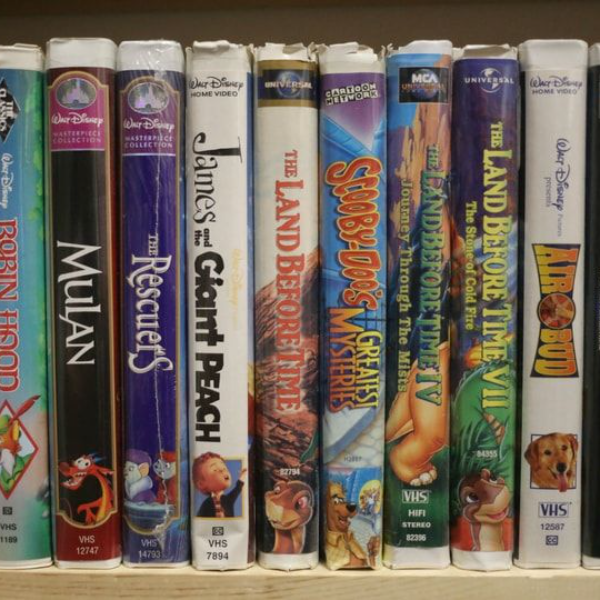 Walt Disney
ROBIN HOOD
VHS
1189
Walt Disney
MASTERPIECE
COLLECTION
MULAN
VHS
12747
Walt Disney
MASTERPIECE
COLLECTION
THE
Rescuers
VHS
14793
Walt Disney
HOME VIDEO
James and the Giant PEACH
VHS
7894
UNIVERSAL
THE LAND BEFORE TIME
82794
CARTOON
NETWORK
SCOOBY-DOO'S
GREATEST
MYSTERIES
MCA
UNIVERSAL
THE LAND BEFORE TIME IV
Journey Through The Mists
VHS
HIFI
STEREO
82396
UNIVERSAL
THE LAND BEFORE TIME VII
The Stone of Cold Fire
84355
Walt Disney
HOME VIDEO
Walt Disney
presents
AIR BUD
VHS
12587